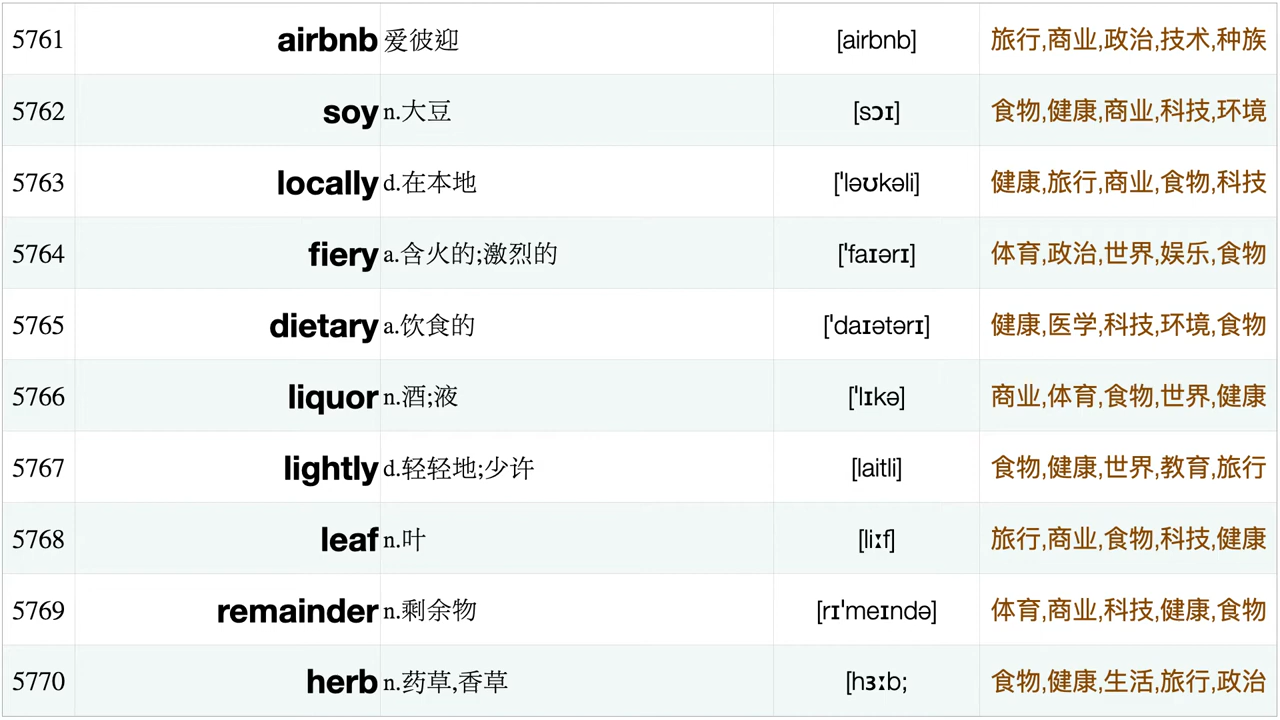 5761 airbnb 爱彼迎 [airbnb] 旅行,商业,政治,技术,种族
5762 soy n.大豆 [sɔɪ] 食物,健康,商业,科技,环境
5763 locally d.在本地 ['ləʊkəli] 健康,旅行,商业,食物,科技
5764 fiery a.含火的;激烈的 ['faɪərɪ] 体育,政治,世界,娱乐,食物
5765 dietary a.饮食的 ['daɪətərɪ] 健康,医学,科技,环境,食物
5766 liquor n.酒;液 ['lɪkə] 商业,体育,食物,世界,健康
5767 lightly d.轻轻地;少许 [laitli] 食物,健康,世界,教育,旅行
5768 leaf n.叶 [liːf] 旅行,商业,食物,科技,健康
5769 remainder n.剩余物 [rɪ'meɪndə] 体育,商业,科技,健康,食物
5770 herb n.药草,香草 [hɜːb; 食物,健康,生活,旅行,政治